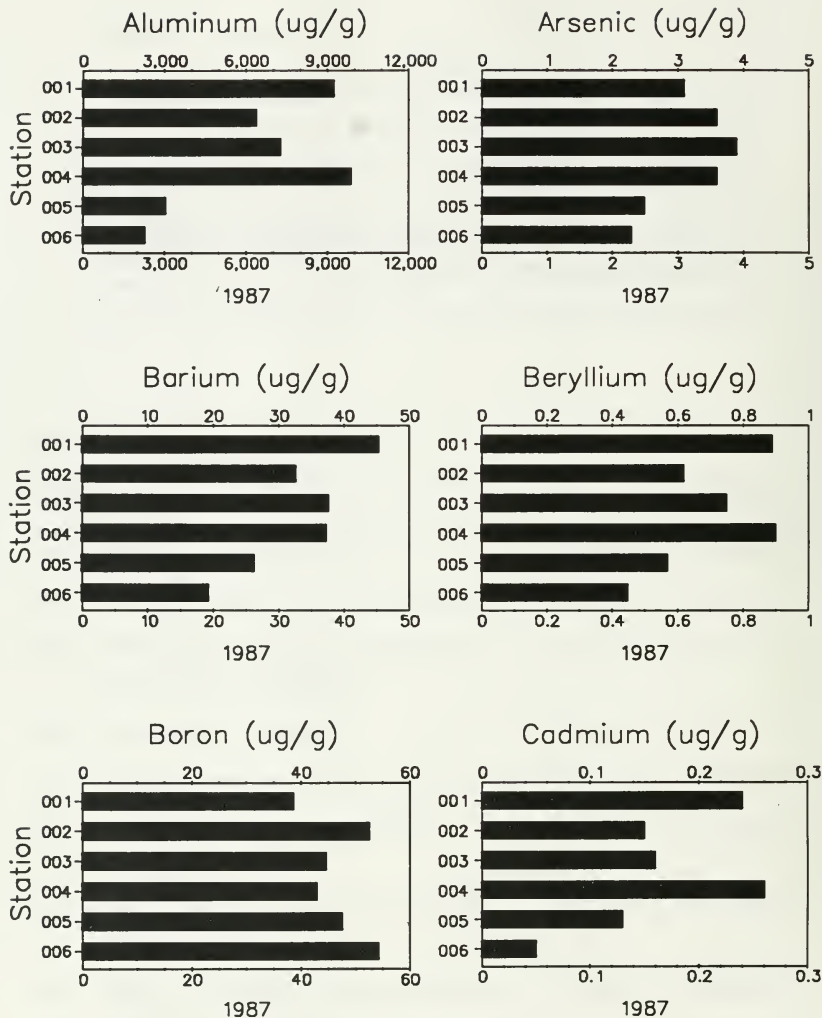 Aluminum (ug/g)
0 3,000 6,000 9,000 12,000
Station
001
002
003
004
005
006
0 3,000 6,000 9,000 12,000
1987
Arsenic (ug/g)
0 1 2 3 4 5
001
002
003
004
005
006
0 1 2 3 4 5
1987
Barium (ug/g)
0 10 20 30 40 50
Station
001
002
003
004
005
006
0 10 20 30 40 50
1987
Beryllium (ug/g)
0 0.2 0.4 0.6 0.8 1
001
002
003
004
005
006
0 0.2 0.4 0.6 0.8 1
1987
Boron (ug/g)
0 20 40 60
Station
001
002
003
004
005
006
0 20 40 60
1987
Cadmium (ug/g)
0 0.1 0.2 0.3
001
002
003
004
005
006
0 0.1 0.2 0.3
1987